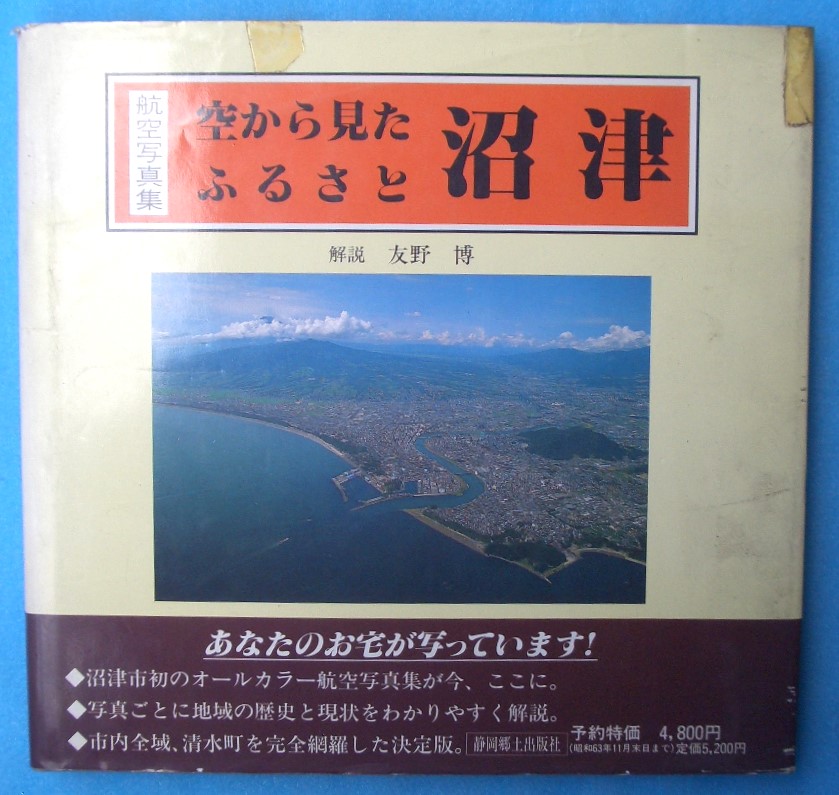 航空写真集
空から見た
ふるさと
沼津
解説 友野 博
あなたのお宅が写っています!
◆沼津市初のオールカラー航空写真集が今、ここに。
◆写真ごとに地域の歴史と現状をわかりやすく解説。
◆市内全域、清水町を完全網羅した決定版。
静岡郷土出版社
予約特価 4,800円
(昭和63年11月末日まで)定価5,200円